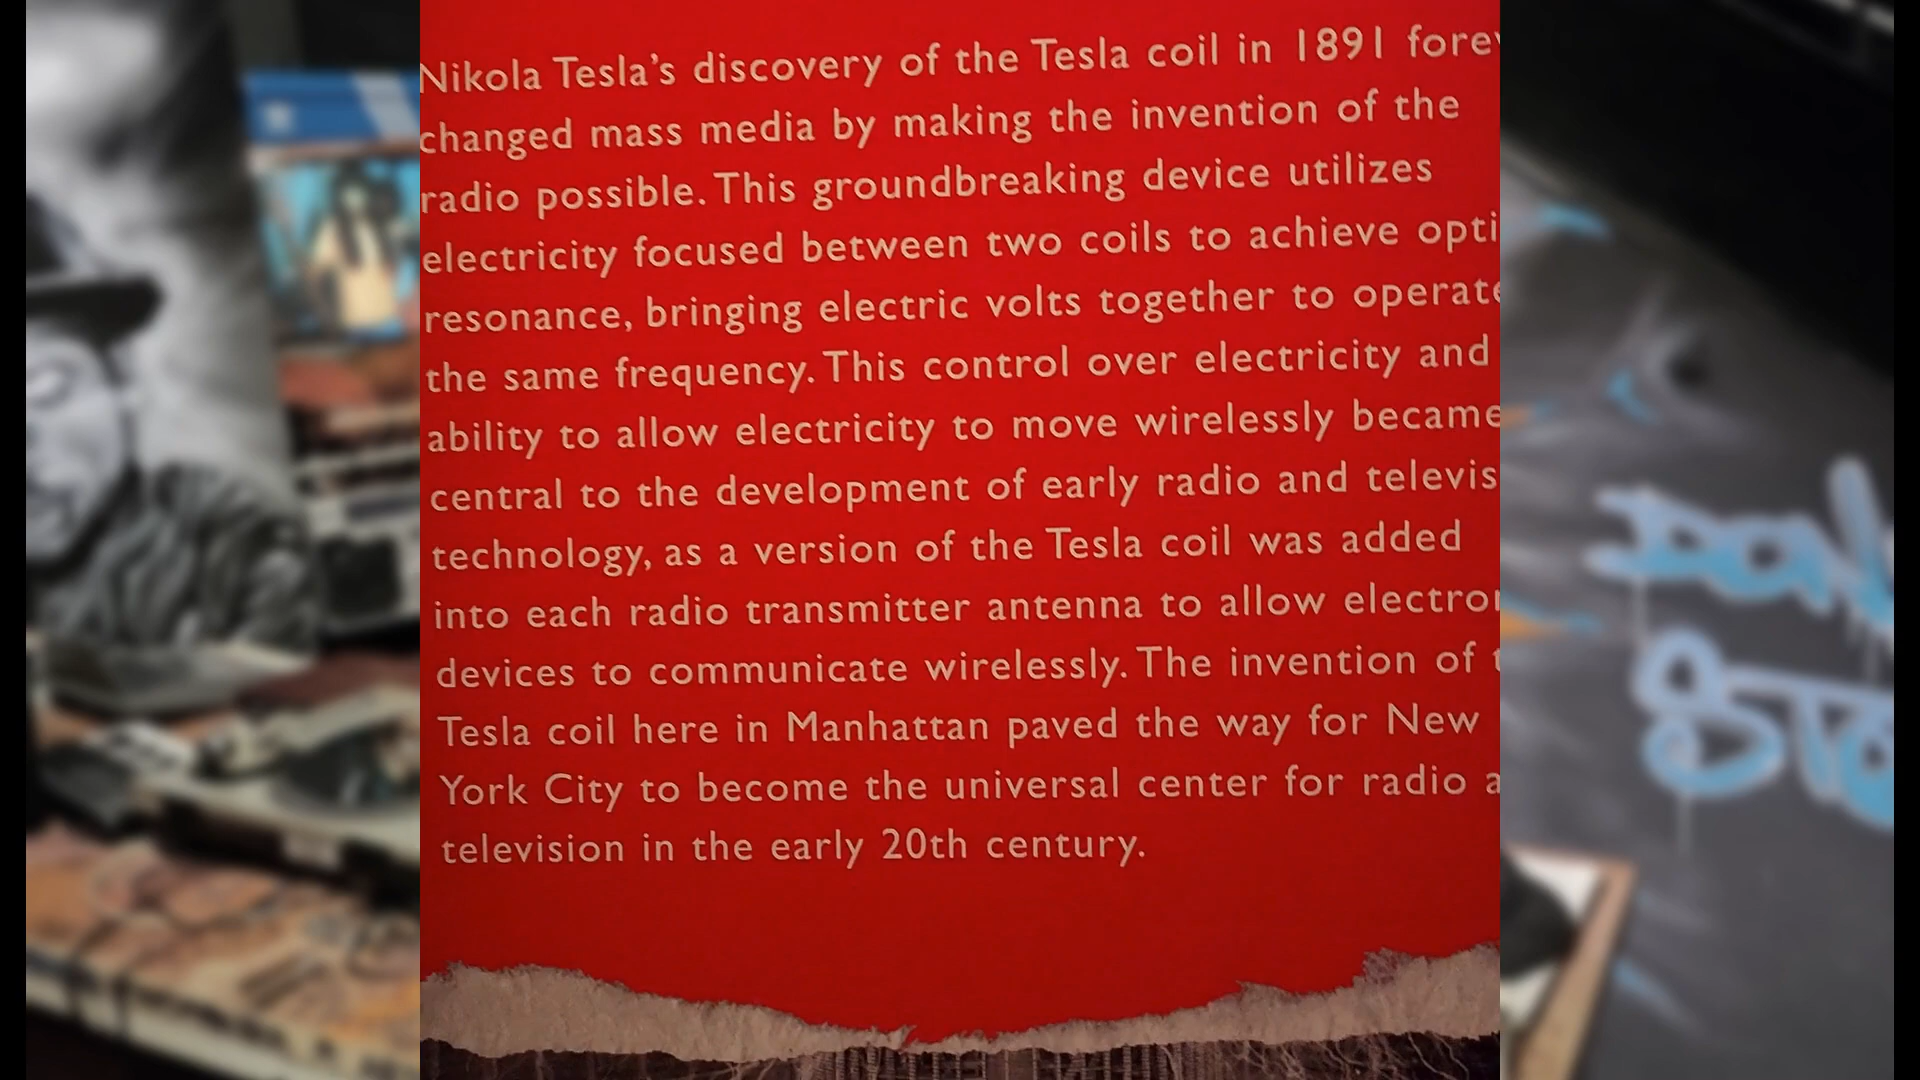 Nikola Tesla's discovery of the Tesla coil in 1891
changed mass media by making the invention of the
radio possible. This groundbreaking device utilizes
electricity focused between two coils to achieve
resonance, bringing electric volts together to
the same frequency. This control over electricity and
ability to allow electricity to move wirelessly became
central to the development of early radio and
technology, as a version of the Tesla coil was added
into each radio transmitter antenna to allow
devices to communicate wirelessly. The invention of
Tesla coil here in Manhattan paved the way for New
York City to become the universal center for radio
television in the early 20th century.